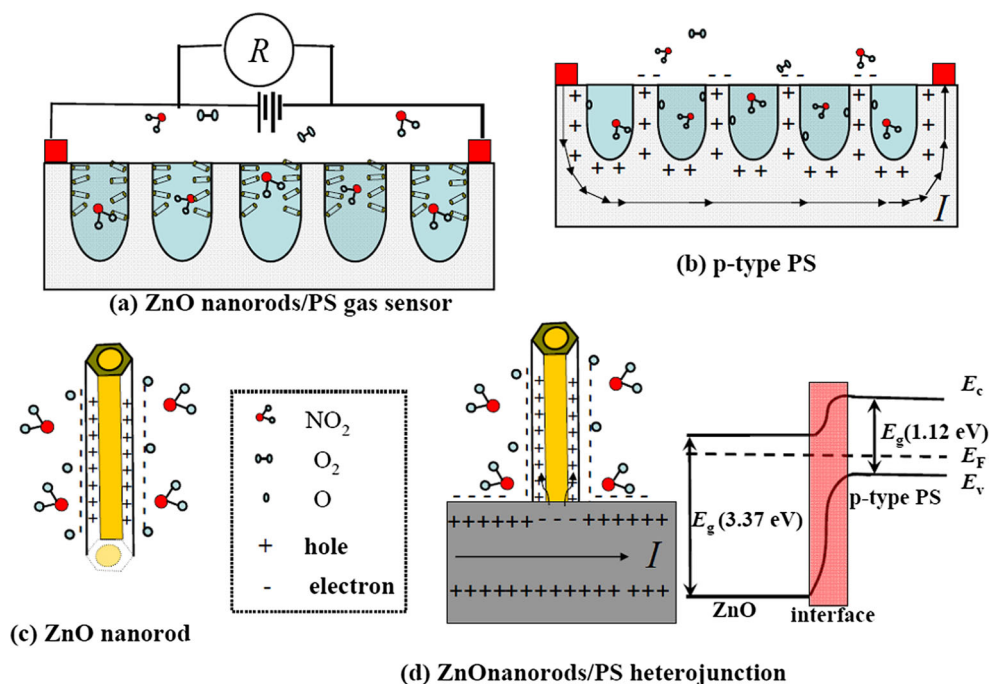 R
(a) ZnO nanorods/PS gas sensor
+ + + + + +
+ + + + + +
+ + + + + +
+ + + + + + + +
+ + + + + +
I
(b) p-type PS
NO2
O2
O
+ hole
- electron
(c) ZnO nanorod
++++++ - - - ++++++
I
+++++++++++++ +++
Ec
Eg(1.12 eV)
EF
Ev
p-type PS
Eg (3.37 eV)
ZnO
interface
(d) ZnOnanorods/PS heterojunction